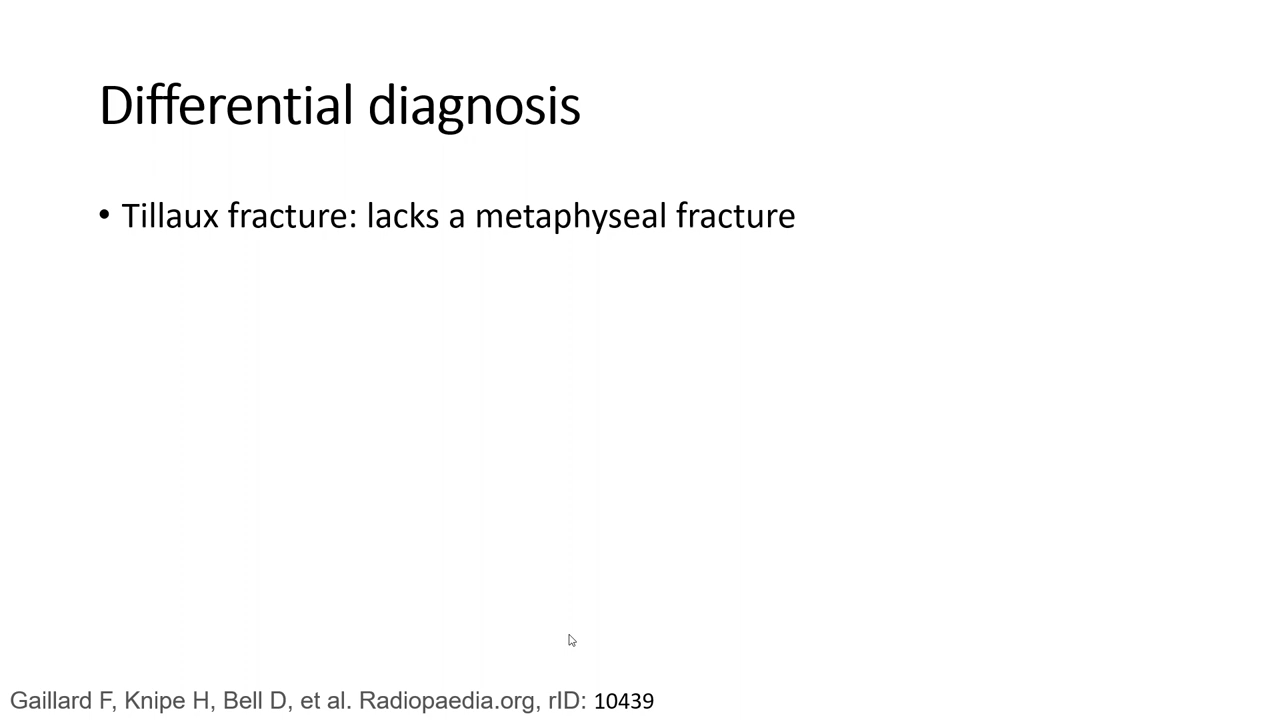 Differential diagnosis
• Tillaux fracture: lacks a metaphyseal fracture
Gaillard F, Knipe H, Bell D, et al. Radiopaedia.org, rID: 10439